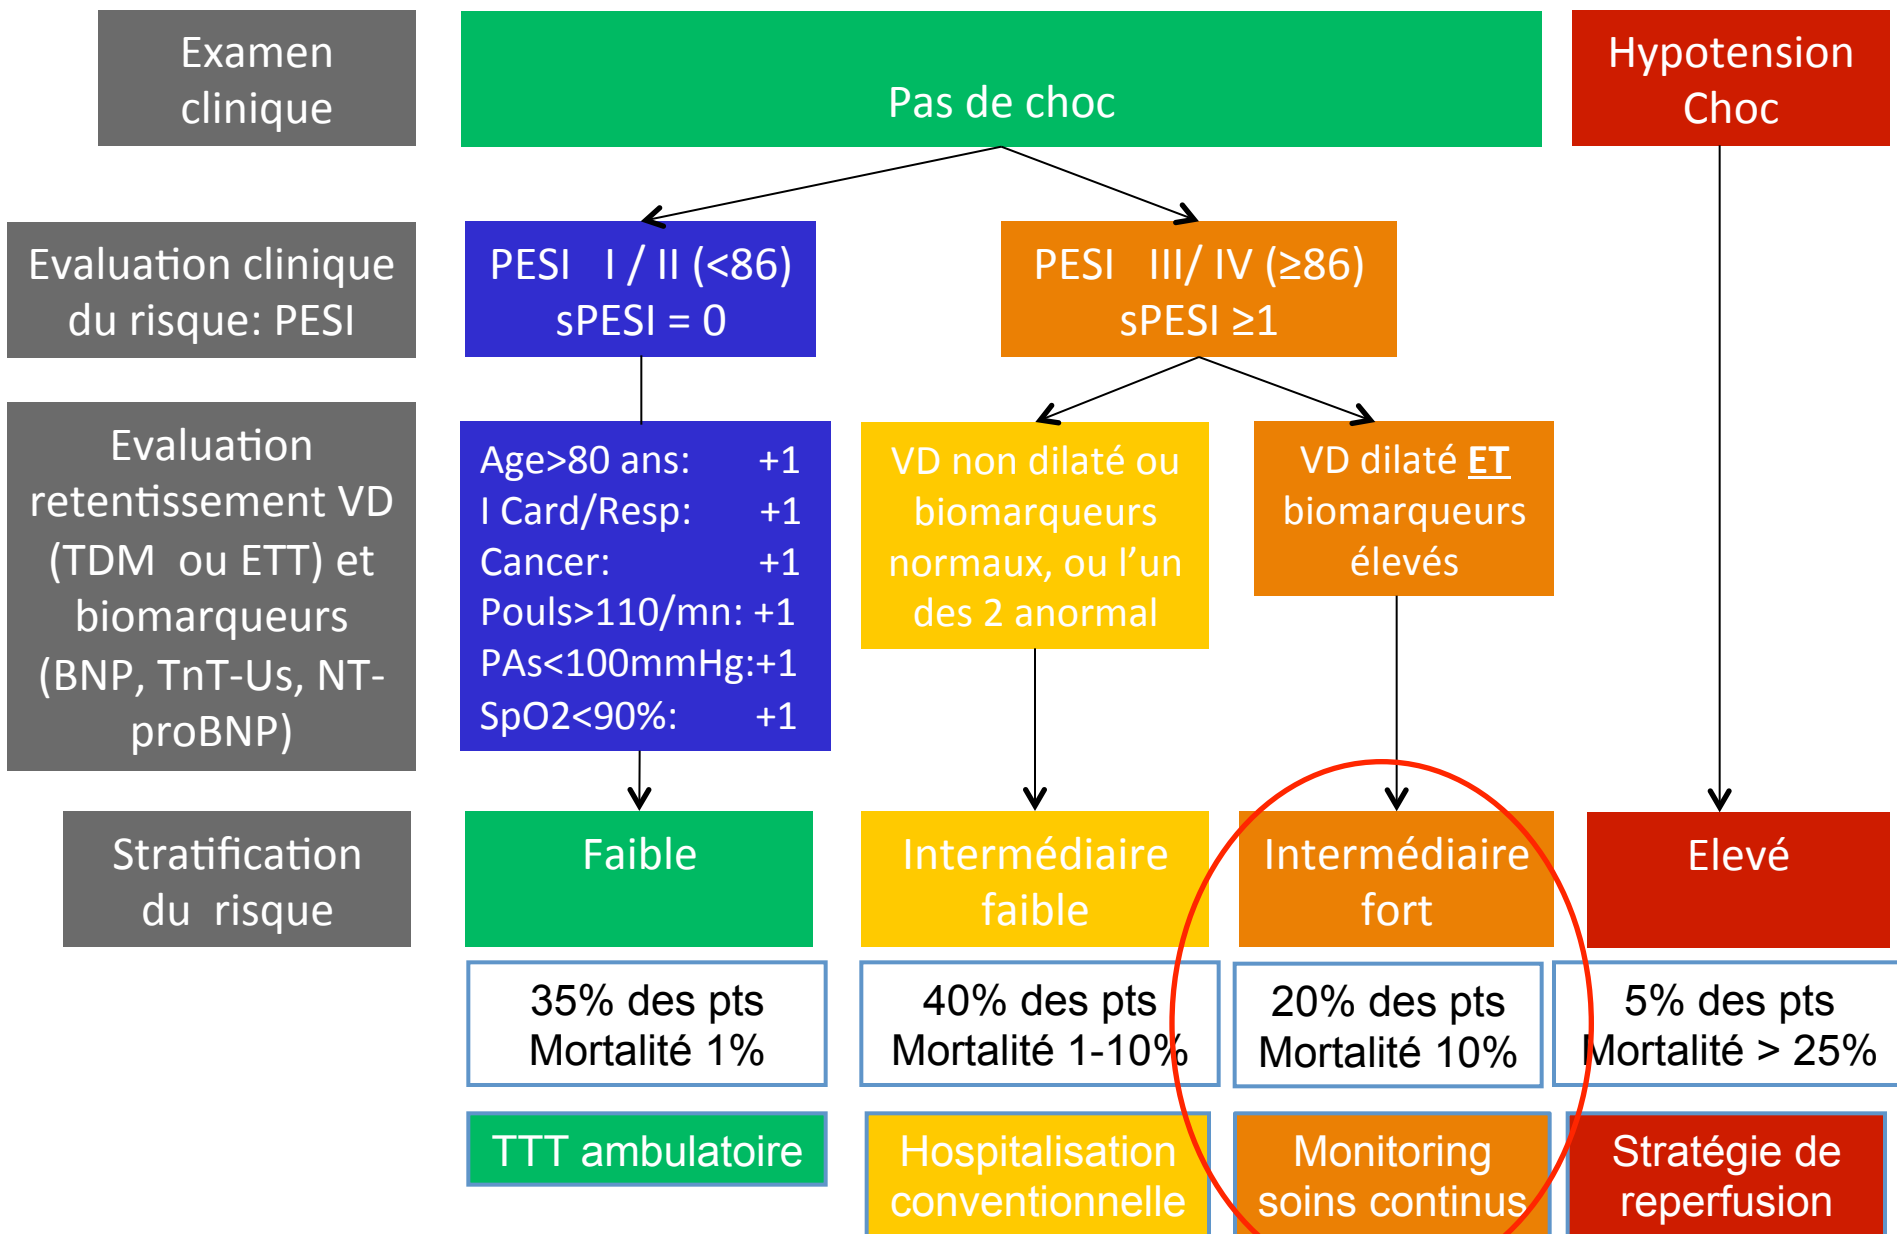 Examen
clinique
Pas de choc
Hypotension
Choc
Evaluation clinique
du risque: PESI
PESI I / II (<86)
sPESI = 0
PESI III/ IV (≥86)
sPESI ≥1
Evaluation
retentissement VD
(TDM ou ETT) et
biomarqueurs
(BNP, TnT-Us, NT-
proBNP)
Age>80 ans: +1
I Card/Resp: +1
Cancer: +1
Pouls>110/mn: +1
PAs<100mmHg:+1
SpO2<90%: +1
VD non dilaté ou
biomarqueurs
normaux, ou l’un
des 2 anormal
VD dilaté ET
biomarqueurs
élevés
Stratification
du risque
Faible
Intermédiaire
faible
Intermédiaire
fort
Elevé
35% des pts
Mortalité 1%
40% des pts
Mortalité 1-10%
20% des pts
Mortalité 10%
5% des pts
Mortalité > 25%
TTT ambulatoire
Hospitalisation
conventionnelle
Monitoring
soins continus
Stratégie de
reperfusion